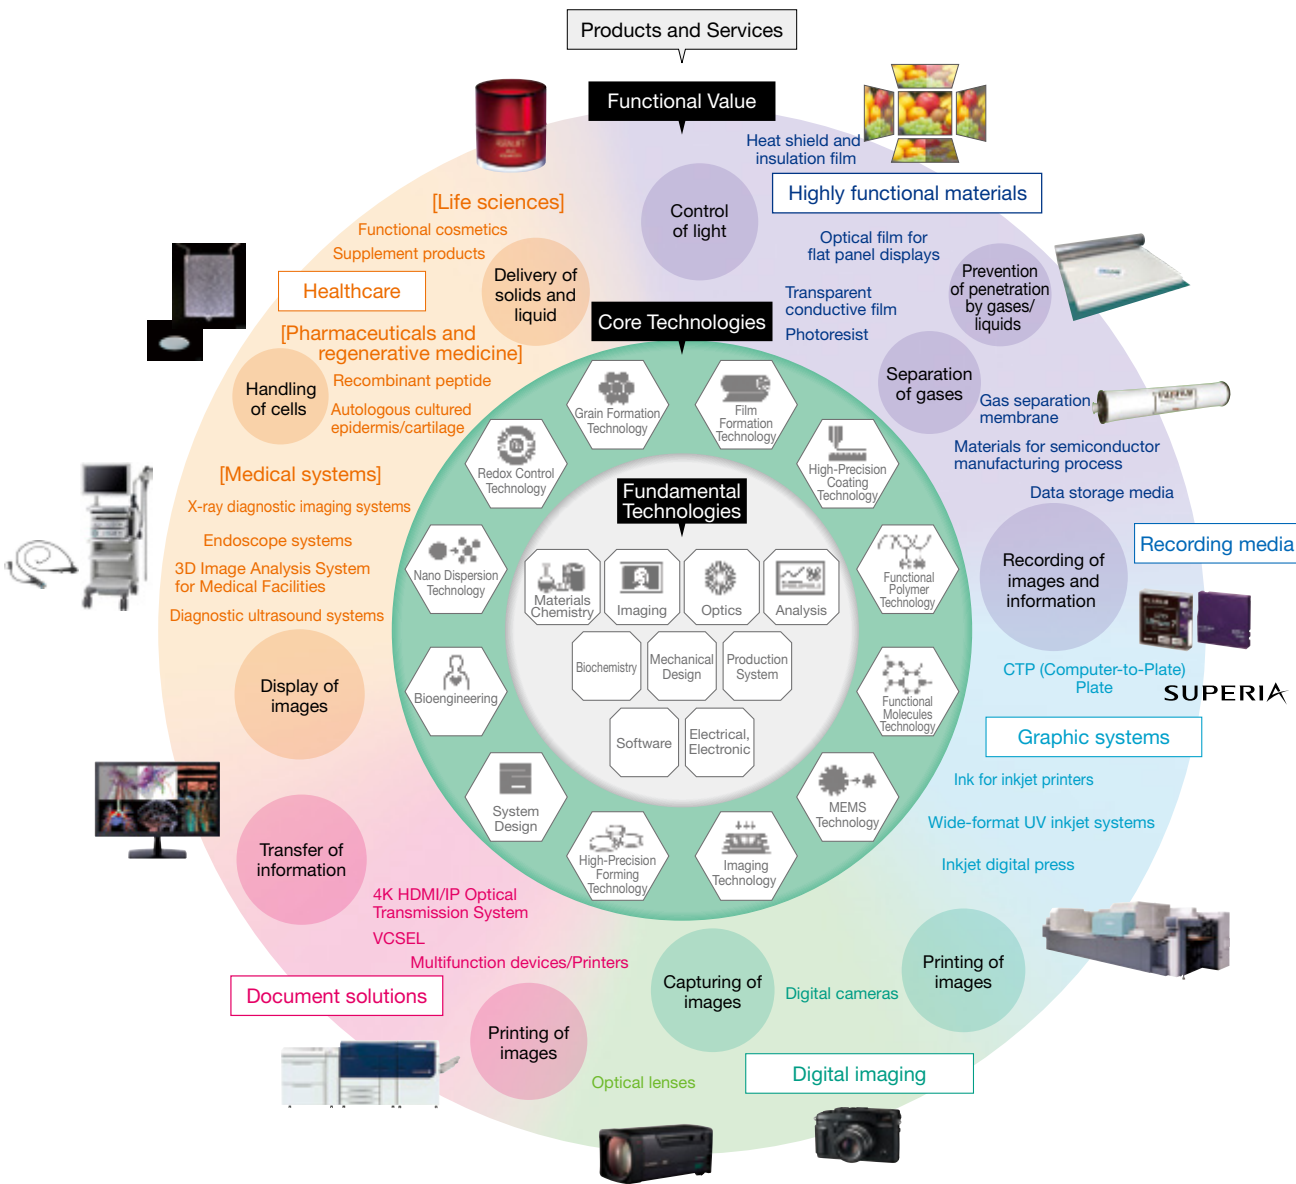 Products and Services
Functional Value
Heat shield and
insulation film
Highly functional materials
Control
of light
[Life sciences]
Functional cosmetics
Supplement products
Healthcare
Delivery of
solids and
liquid
Optical film for
flat panel displays
Prevention
of penetration
by gases/
liquids
Transparent
conductive film
Photoresist
Core Technologies
[Pharmaceuticals and
regenerative medicine]
Handling
of cells
Recombinant peptide
Autologous cultured
epidermis/cartilage
Separation
of gases
Gas separation
membrane
Materials for semiconductor
manufacturing process
Data storage media
Grain Formation
Technology
Film
Formation
Technology
Redox Control
Technology
High-Precision
Coating
Technology
[Medical systems]
X-ray diagnostic imaging systems
Endoscope systems
3D Image Analysis System
for Medical Facilities
Diagnostic ultrasound systems
Fundamental
Technologies
Nano Dispersion
Technology
Functional
Polymer
Technology
Materials
Chemistry
Imaging
Optics
Analysis
Biochemistry
Mechanical
Design
Production
System
Software
Electrical,
Electronic
Recording of
images and
information
Recording media
CTP (Computer-to-Plate)
Plate
SUPERIA
Graphic systems
Display of
images
Bioengineering
Functional
Molecules
Technology
System
Design
MEMS
Technology
High-Precision
Forming
Technology
Imaging
Technology
Ink for inkjet printers
Wide-format UV inkjet systems
Inkjet digital press
Transfer of
information
4K HDMI/IP Optical
Transmission System
VCSEL
Multifunction devices/Printers
Document solutions
Printing of
images
Capturing of
images
Digital cameras
Printing of
images
Optical lenses
Digital imaging